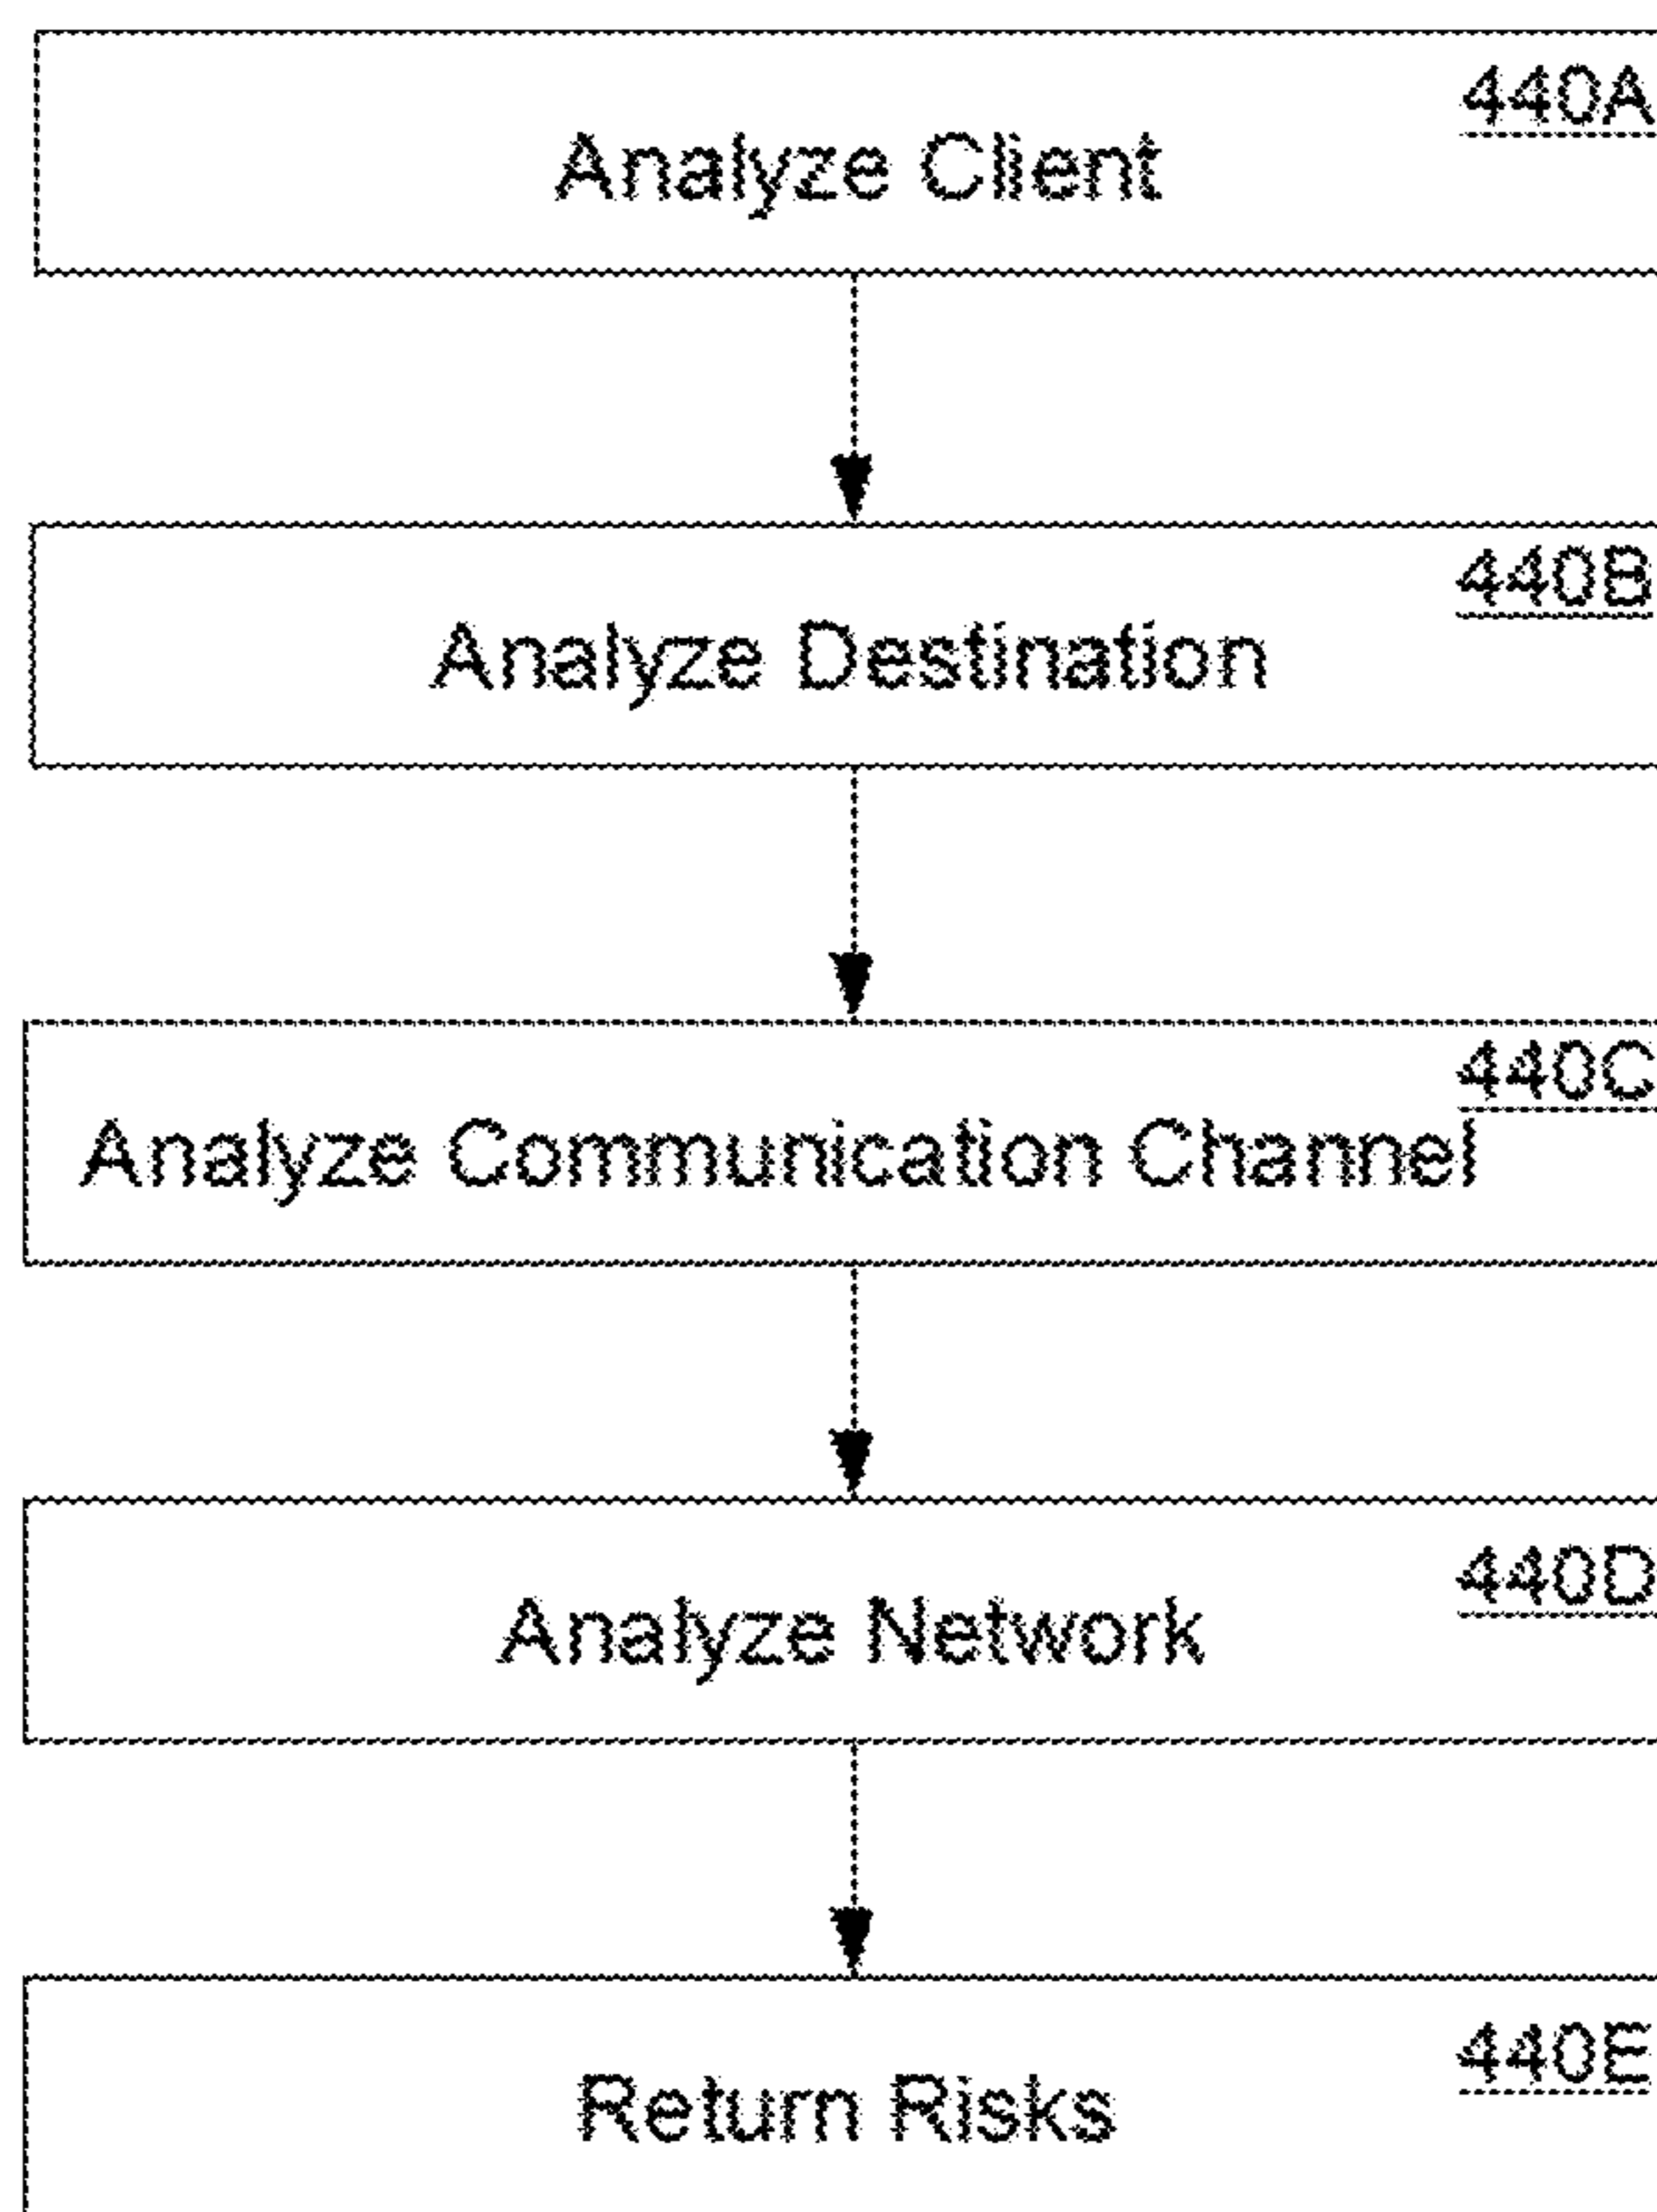 440A
Analyze Client
440B
Analyze Destination
440C
Analyze Communication Channel
440D
Analyze Network
440E
Return Risks